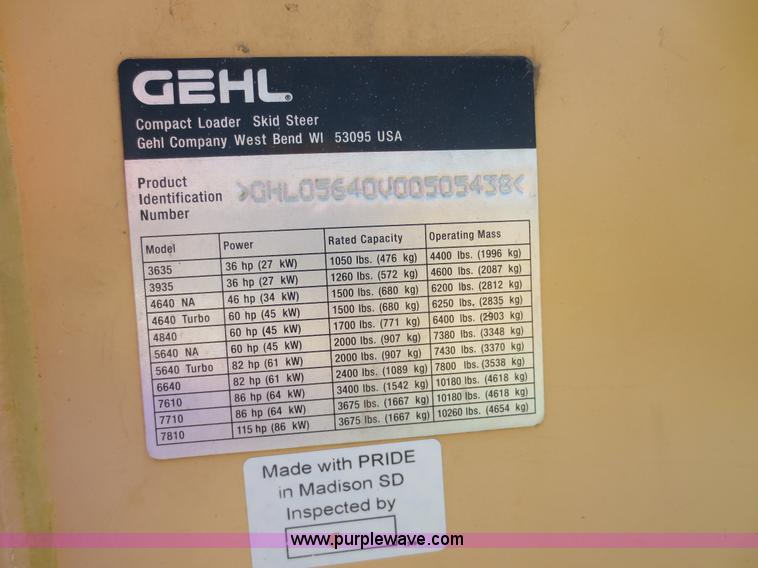 GEHL®
Compact Loader Skid Steer
Gehl Company West Bend WI 53095 USA
Product
Identification
Number
>GHL05640V00505438<
Model Power Rated Capacity Operating Mass
3635 36 hp (27 kW) 1050 lbs. (476 kg) 4400 lbs. (1996 kg)
3935 36 hp (27 kW) 1260 lbs. (572 kg) 4600 lbs. (2087 kg)
4640 NA 46 hp (34 kW) 1500 lbs. (680 kg) 6200 lbs. (2812 kg)
4640 Turbo 60 hp (45 kW) 1500 lbs. (680 kg) 6250 lbs. (2835 kg)
4840 60 hp (45 kW) 1700 lbs. (771 kg) 6400 lbs. (2903 kg)
5640 NA 60 hp (45 kW) 2000 lbs. (907 kg) 7380 lbs. (3348 kg)
5640 Turbo 82 hp (61 kW) 2000 lbs. (907 kg) 7430 lbs. (3370 kg)
6640 82 hp (61 kW) 2400 lbs. (1089 kg) 7800 lbs. (3538 kg)
7610 86 hp (64 kW) 3400 lbs. (1542 kg) 10180 lbs. (4618 kg)
7710 86 hp (64 kW) 3675 lbs. (1667 kg) 10180 lbs. (4618 kg)
7810 115 hp (86 kW) 3675 lbs. (1667 kg) 10260 lbs. (4654 kg)
Made with PRIDE
in Madison SD
Inspected by
www.purplewave.com